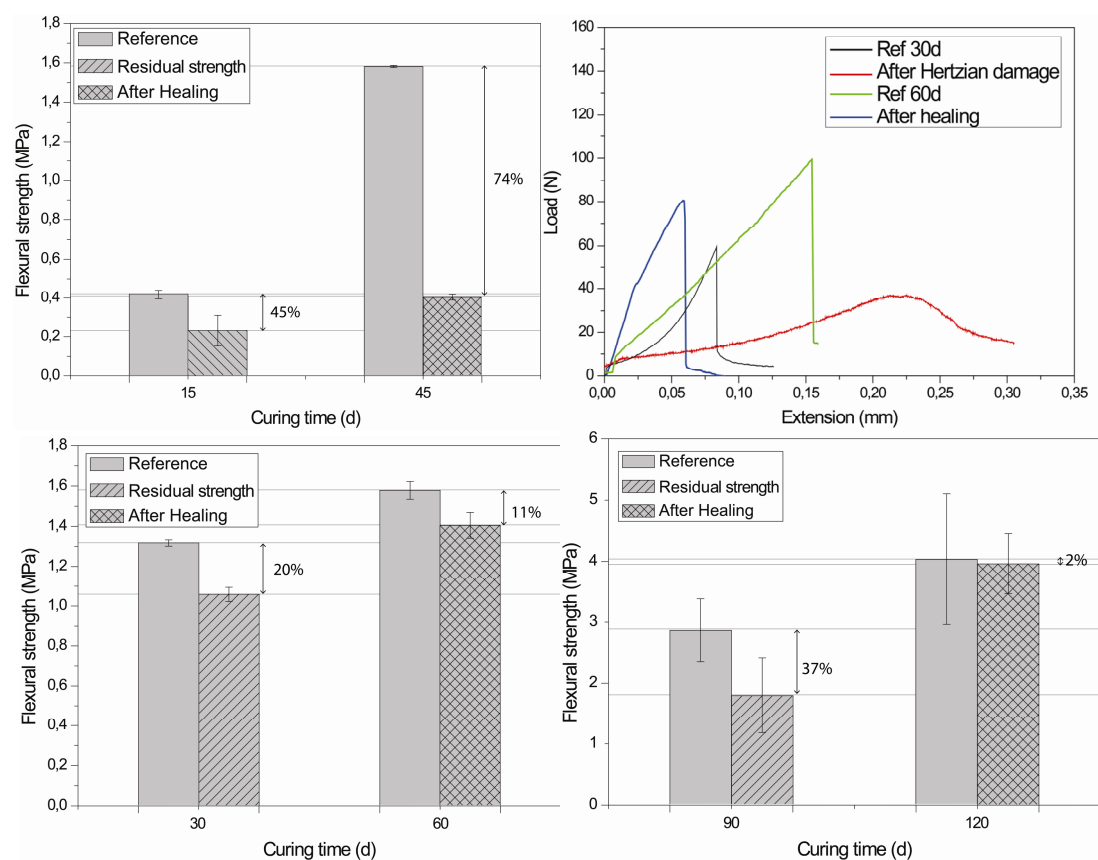 1,8
1,6
1,4
1,2
1,0
0,8
0,6
0,4
0,2
0,0
Flexural strength (MPa)
Reference
Residual strength
After Healing
45%
74%
15
45
Curing time (d)
160
140
120
100
80
60
40
20
0
Load (N)
Ref 30d
After Hertzian damage
Ref 60d
After healing
0,00
0,05
0,10
0,15
0,20
0,25
0,30
0,35
Extension (mm)
1,8
1,6
1,4
1,2
1,0
0,8
0,6
0,4
0,2
0,0
Flexural strength (MPa)
Reference
Residual strength
After Healing
20%
11%
30
60
Curing time (d)
6
5
4
3
2
1
0
Flexural strength (MPa)
Reference
Residual strength
After Healing
37%
2%
90
120
Curing time (d)